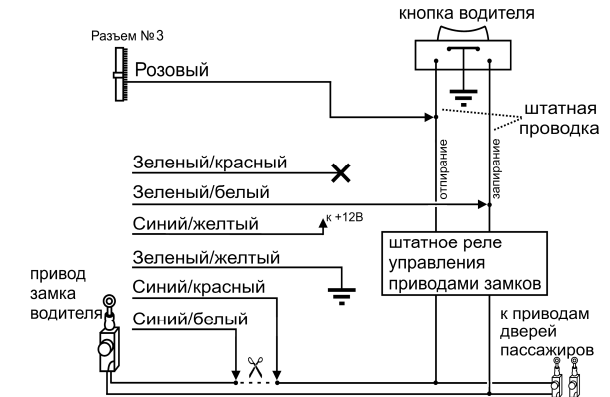 кнопка водителя
Разъем №3
Розовый
штатная
проводка
отпирание
запирание
Зеленый/красный
Зеленый/белый
Синий/желтый
к +12В
Зеленый/желтый
Синий/красный
Синий/белый
штатное реле
управления
приводами замков
привод
замка
водителя
к приводам
дверей
пассажиров